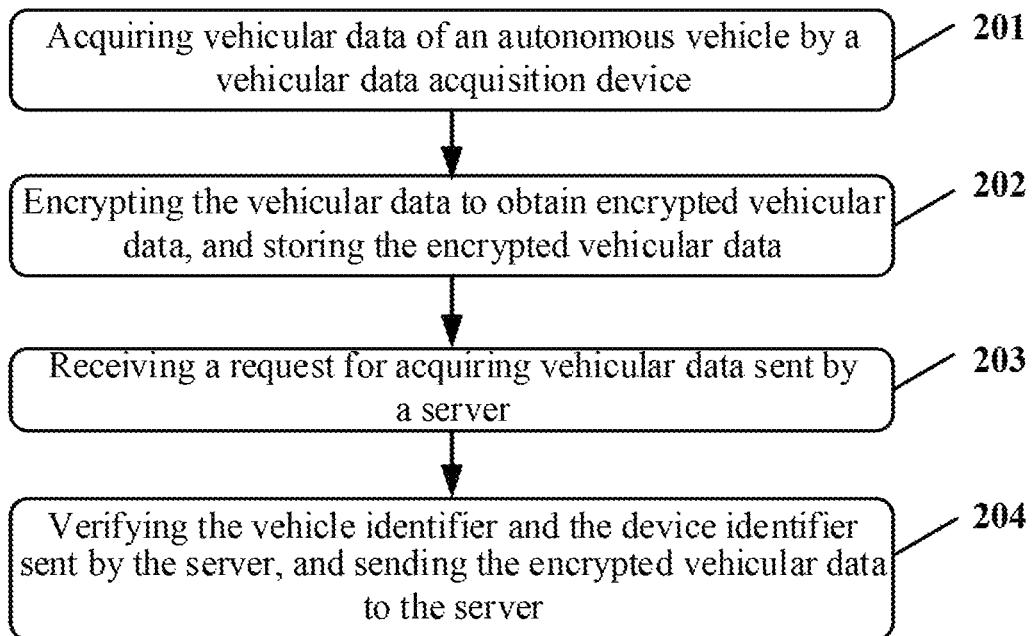 Acquiring vehicular data of an autonomous vehicle by a
vehicular data acquisition device
201
Encrypting the vehicular data to obtain encrypted vehicular
data, and storing the encrypted vehicular data
202
Receiving a request for acquiring vehicular data sent by
a server
203
Verifying the vehicle identifier and the device identifier
sent by the server, and sending the encrypted vehicular data
to the server
204